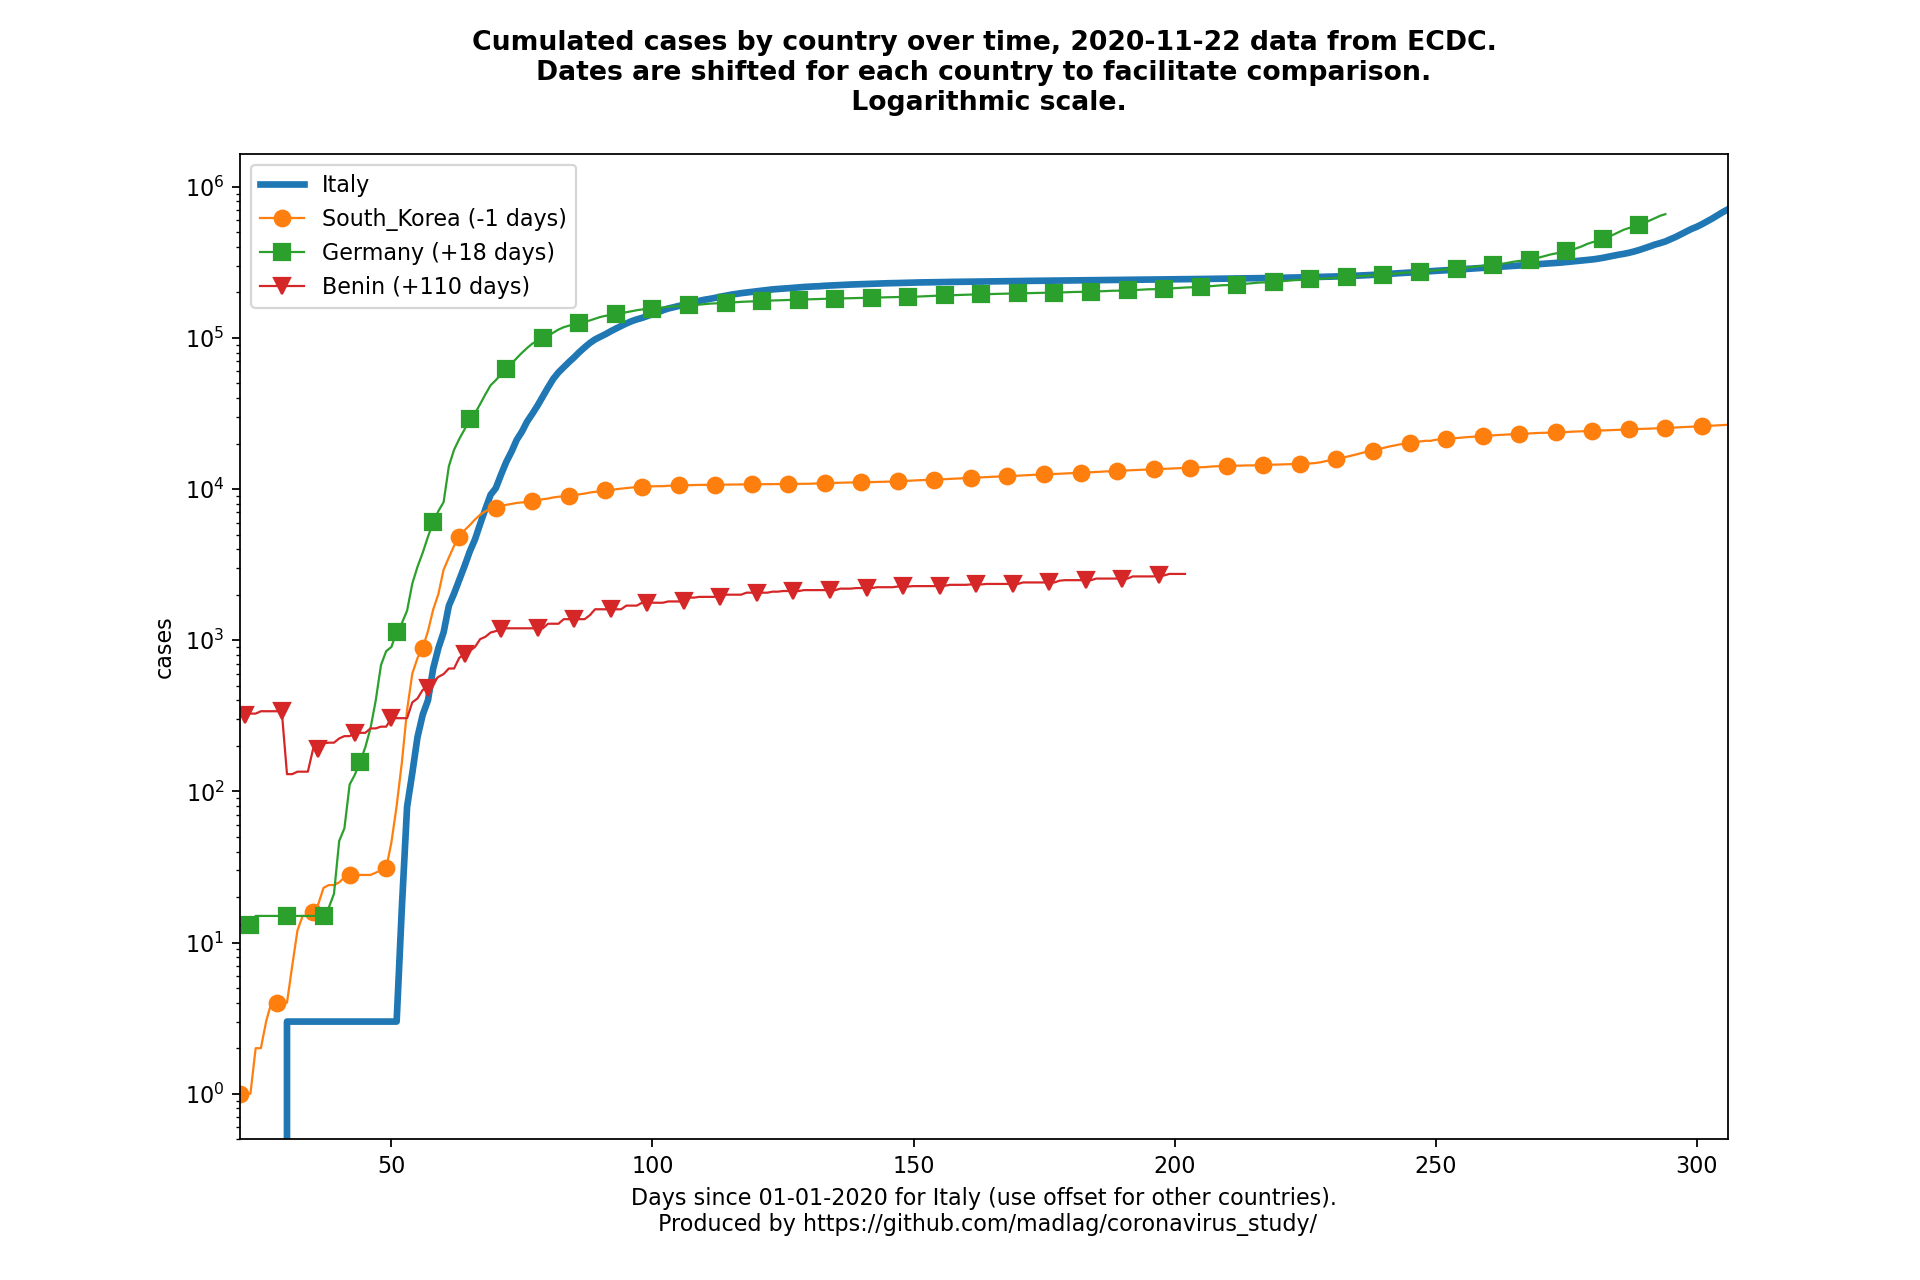 Cumulated cases by country over time, 2020-11-22 data from ECDC.
Dates are shifted for each country to facilitate comparison.
Logarithmic scale.
Italy
South_Korea (-1 days)
Germany (+18 days)
Benin (+110 days)
10^6
10^5
10^4
10^3
10^2
10^1
10^0
cases
50 100 150 200 250 300
Days since 01-01-2020 for Italy (use offset for other countries).
Produced by https://github.com/madlag/coronavirus_study/